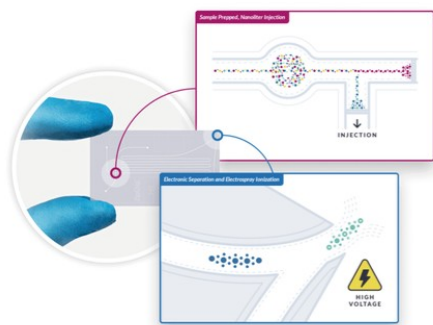 Sample Prepped, Nanoliter Injection
INJECTION
Electronic Separation and Electrospray Ionization
HIGH
VOLTAGE